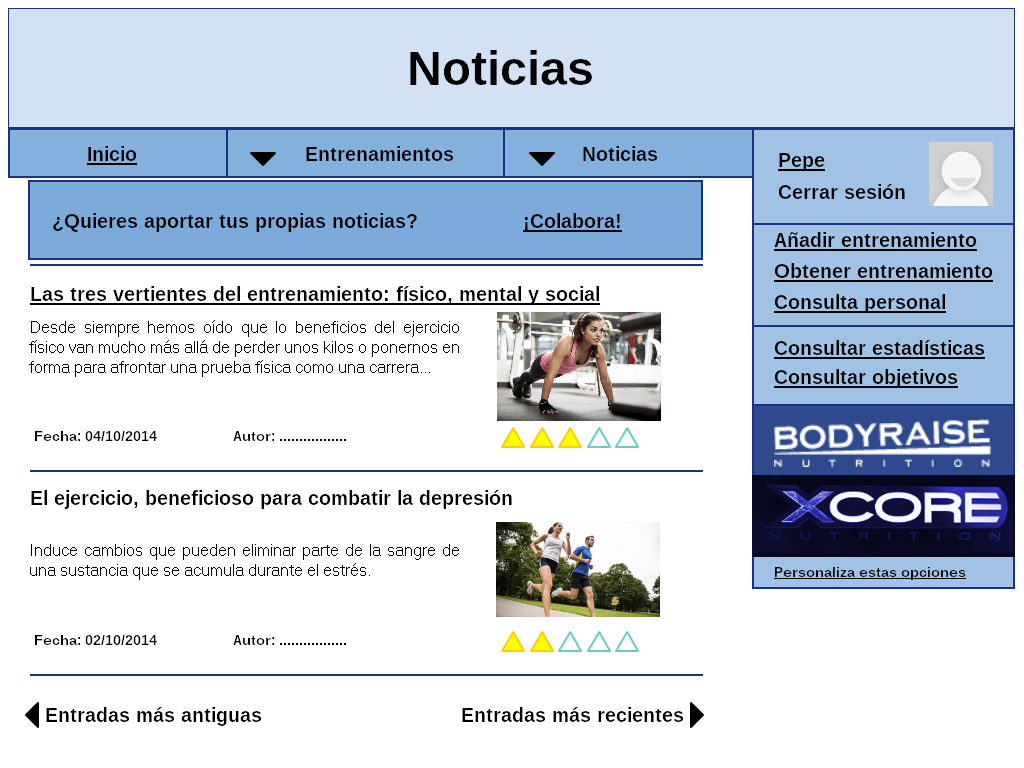 Noticias
Inicio
Entrenamientos
Noticias
Pepe
Cerrar sesión
¿Quieres aportar tus propias noticias?
¡Colabora!
Añadir entrenamiento
Obtener entrenamiento
Consulta personal
Consultar estadísticas
Consultar objetivos
BODYRAISE
NUTRITION
XCORE
NUTRITION
Personaliza estas opciones
Las tres vertientes del entrenamiento: físico, mental y social
Desde siempre hemos oído que lo beneficios del ejercicio
físico van mucho más allá de perder unos kilos o ponernos en
forma para afrontar una prueba física como una carrera...
Fecha: 04/10/2014
Autor: .................
El ejercicio, beneficioso para combatir la depresión
Induce cambios que pueden eliminar parte de la sangre de
una sustancia que se acumula durante el estrés.
Fecha: 02/10/2014
Autor: .................
Entradas más antiguas
Entradas más recientes